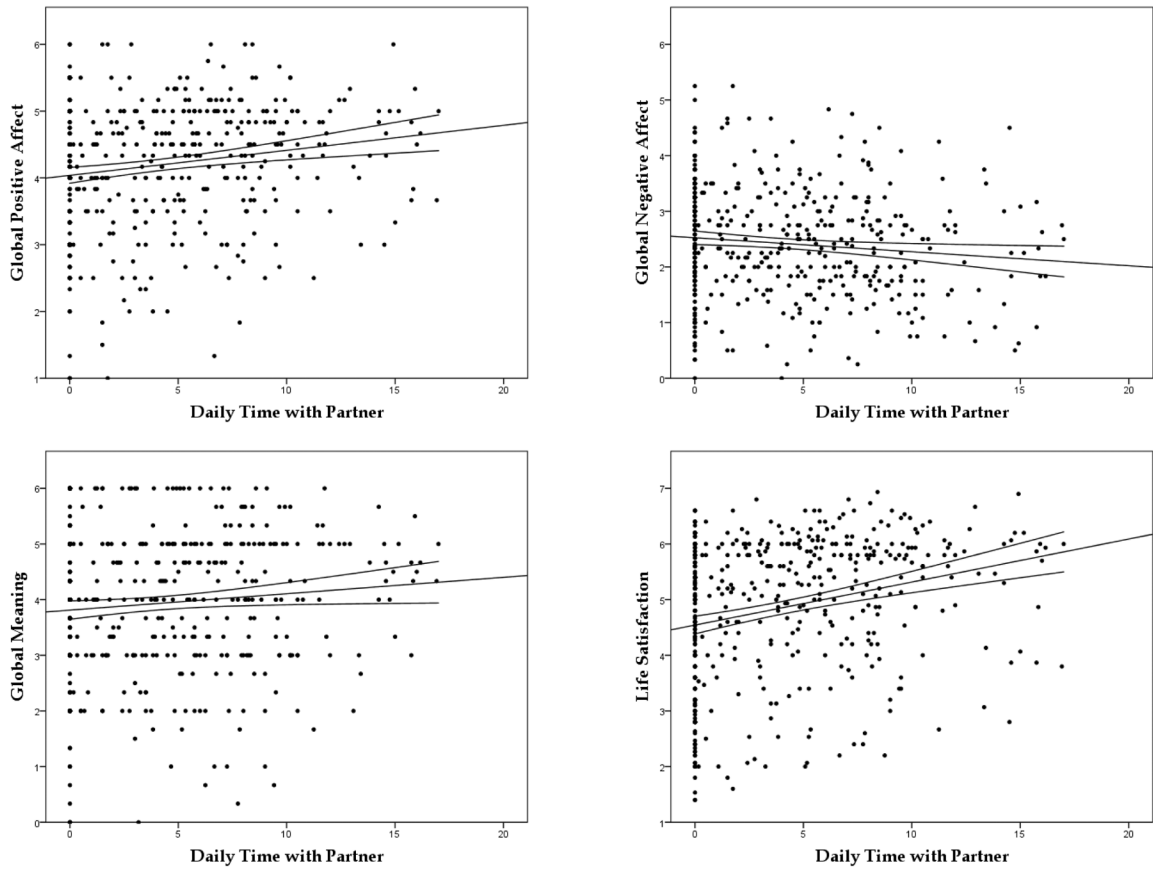 Global Positive Affect
6
5
4
3
2
1
0 5 10 15 20
Daily Time with Partner
Global Negative Affect
6
5
4
3
2
1
0
0 5 10 15 20
Daily Time with Partner
Global Meaning
6
5
4
3
2
1
0
0 5 10 15 20
Daily Time with Partner
Life Satisfaction
7
6
5
4
3
2
1
0 5 10 15 20
Daily Time with Partner